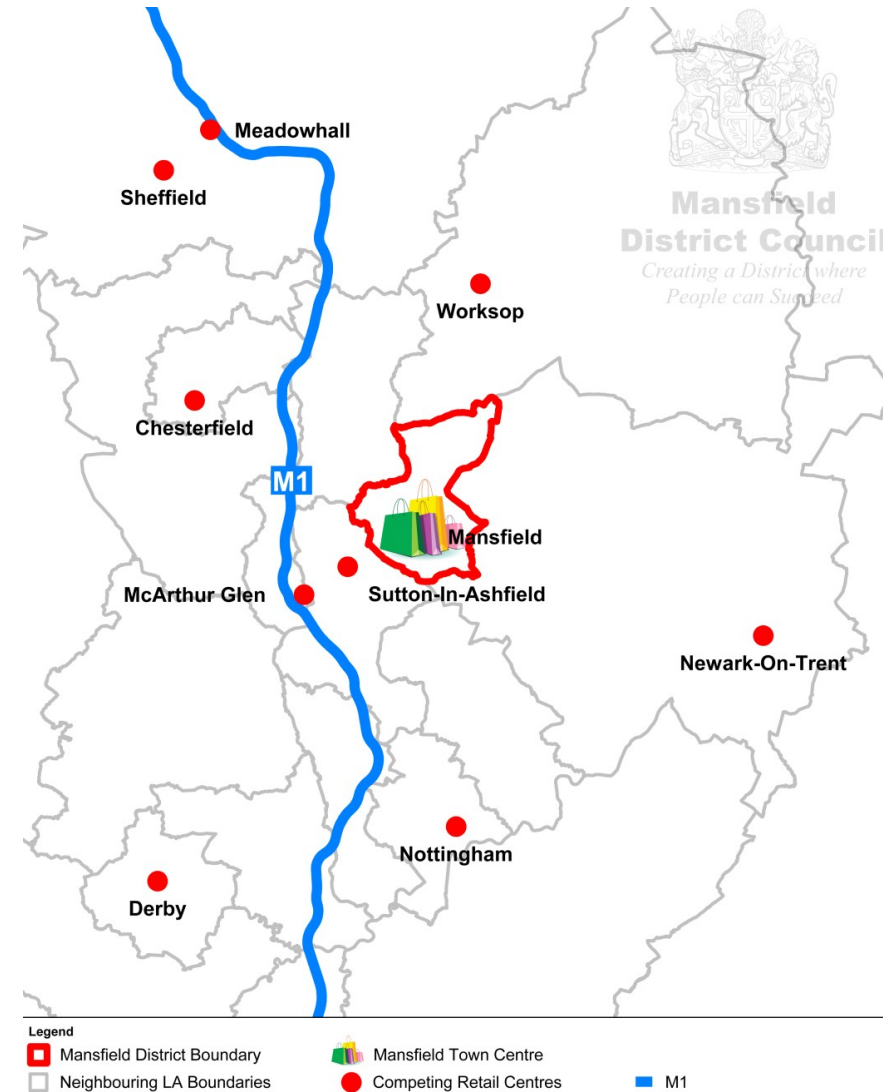 Meadowhall
Sheffield
Mansfield
District Council
Creating a District where
People can Succeed
Worksop
Chesterfield
M1
Mansfield
McArthur Glen
Sutton-In-Ashfield
Newark-On-Trent
Nottingham
Derby
Legend
Mansfield District Boundary
Mansfield Town Centre
Neighbouring LA Boundaries
Competing Retail Centres
M1